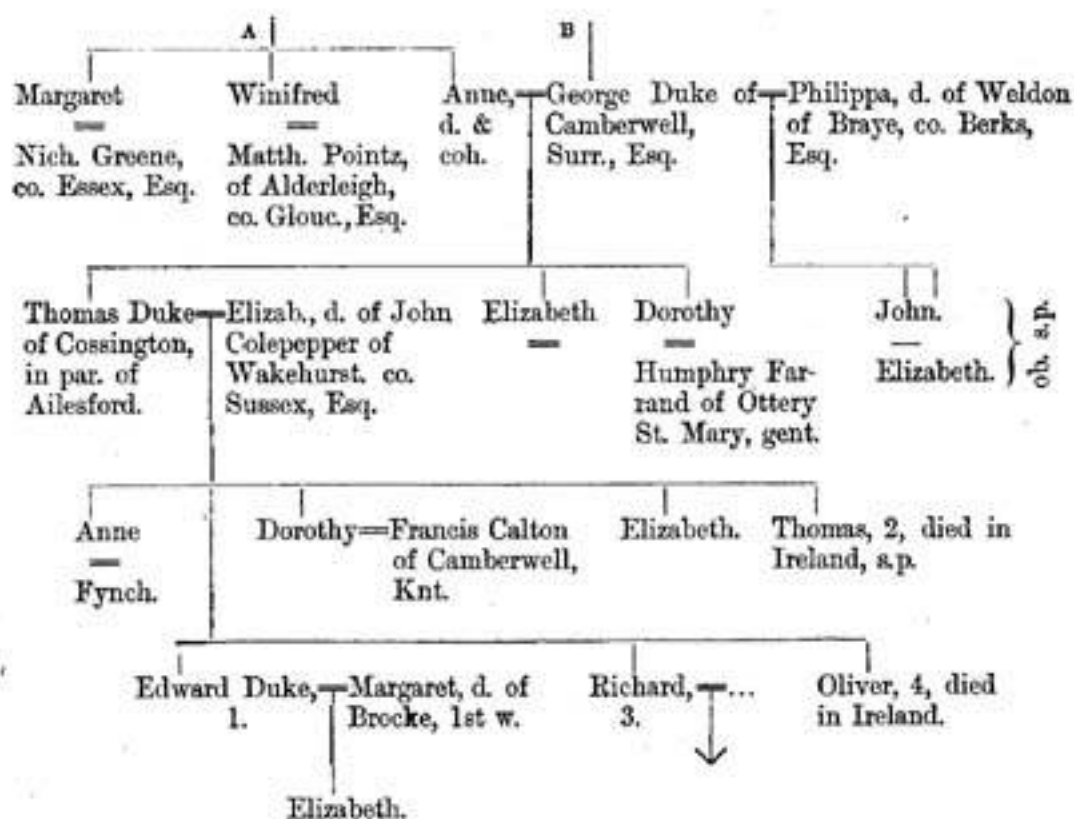 A
B
Margaret
Nich. Greene,
co. Essex, Esq.
Winifred
Matth. Pointz,
of Alderleigh,
co. Glouc., Esq.
Anne,
d. &
coh.
George Duke of
Camberwell,
Surr., Esq.
Philippa, d. of Weldon
of Braye, co. Berks,
Esq.
Thomas Duke
of Cossington,
in par. of
Ailesford.
Elizab., d. of John
Colepepper of
Wakehurst. co.
Sussex, Esq.
Elizabeth
Dorothy
Humphry Far-
rand of Ottery
St. Mary, gent.
John.
Elizabeth.
ob. s.p.
Anne
Fynch.
Dorothy
Francis Calton
of Camberwell,
Knt.
Elizabeth.
Thomas, 2, died in
Ireland, s.p.
Edward Duke,
1.
Margaret, d. of
Brocke, 1st w.
Richard,
3.
...
Oliver, 4, died
in Ireland.
Elizabeth.